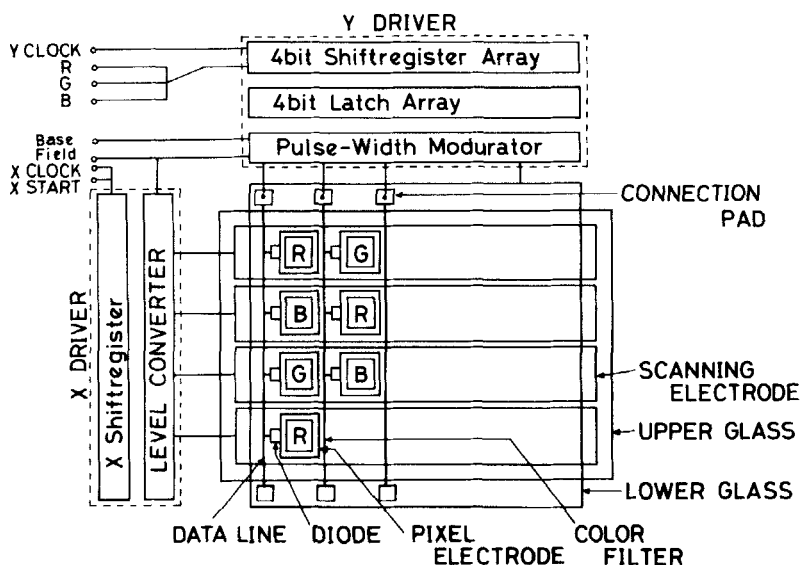 Y DRIVER
Y CLOCK
R
G
B
4bit Shiftregister Array
4bit Latch Array
Base
Field
X CLOCK
X START
Pulse-Width Modurator
CONNECTION
PAD
X DRIVER
X Shiftregister
LEVEL CONVERTER
R G
B R
G B
R
SCANNING
ELECTRODE
UPPER GLASS
LOWER GLASS
DATA LINE
DIODE
PIXEL
ELECTRODE
COLOR
FILTER